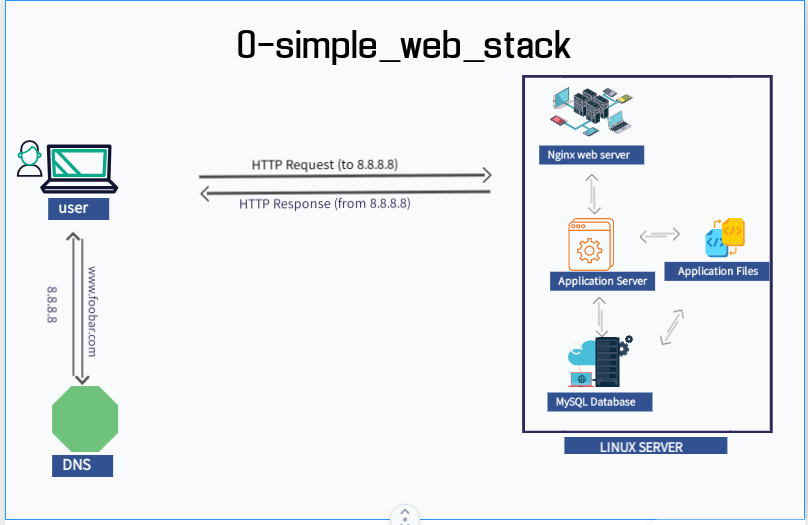 0-simple_web_stack
HTTP Request (to 8.8.8.8)
HTTP Response (from 8.8.8.8)
user
www.foobar.com
8.8.8.8
DNS
Nginx web server
Application Server
Application Files
MySQL Database
LINUX SERVER